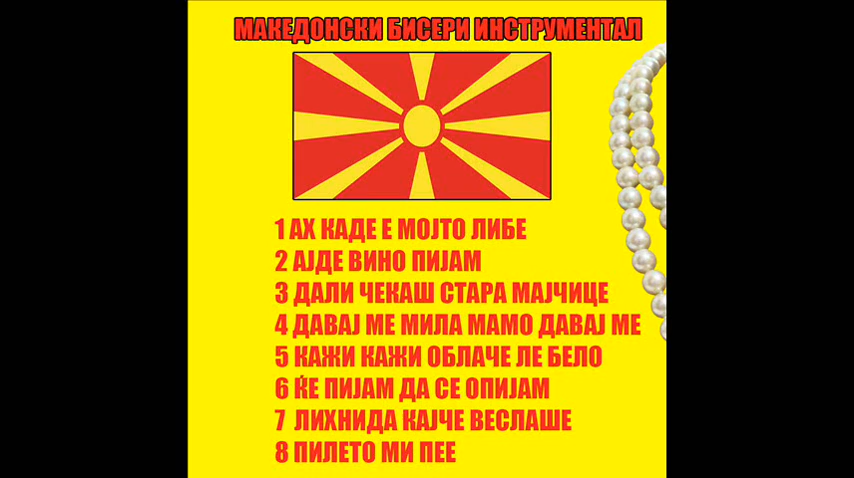 МАКЕДОНСКИ БИСЕРИ ИНСТРУМЕНТАЛ
1 АХ КАДЕ Е МОЈТО ЛИБЕ
2 АЈДЕ ВИНО ПИЈАМ
3 ДАЛИ ЧЕКАШ СТАРА МАЈЧИЦЕ
4 ДАВАЈ МЕ МИЛА МАМО ДАВАЈ МЕ
5 КАЖИ КАЖИ ОБЛАЧЕ ЛЕ БЕЛО
6 ЌЕ ПИЈАМ ДА СЕ ОПИЈАМ
7 ЛИХНИДА КАЈЧЕ ВЕСЛАШЕ
8 ПИЛЕТО МИ ПЕЕ